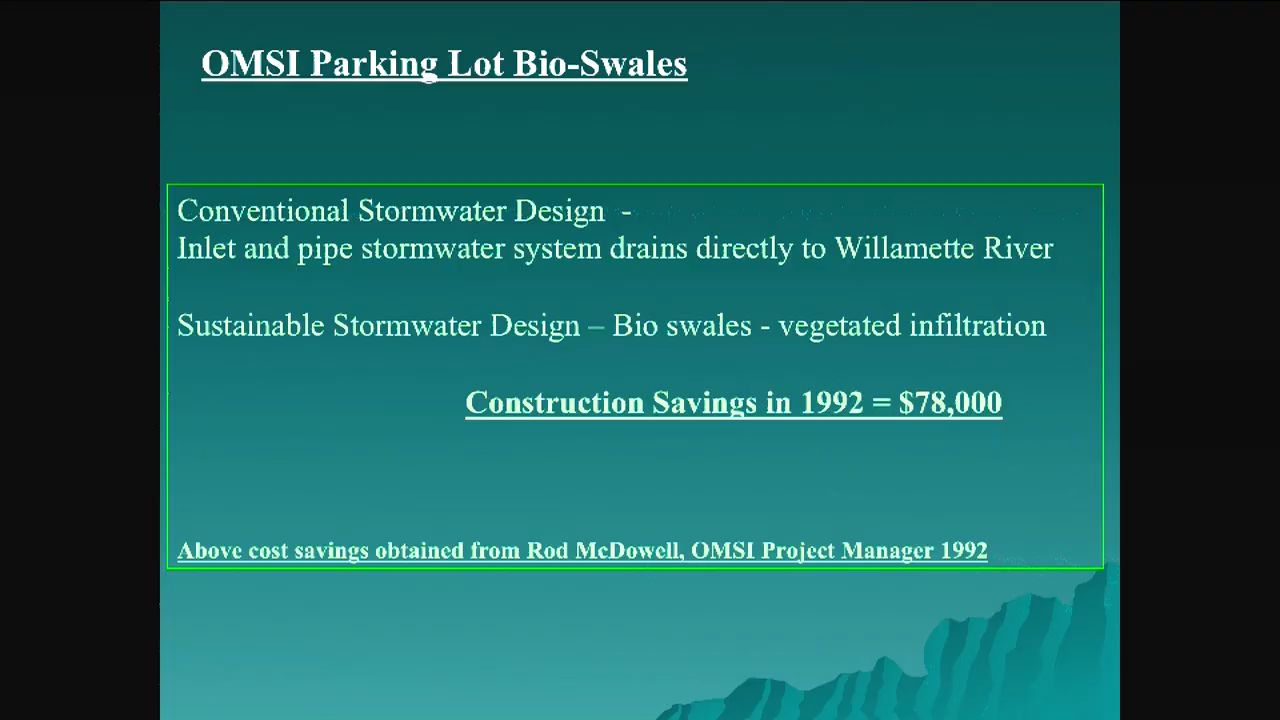 OMSI Parking Lot Bio-Swales
Conventional Stormwater Design -
Inlet and pipe stormwater system drains directly to Willamette River
Sustainable Stormwater Design – Bio swales - vegetated infiltration
Construction Savings in 1992 = $78,000
Above cost savings obtained from Rod McDowell, OMSI Project Manager 1992